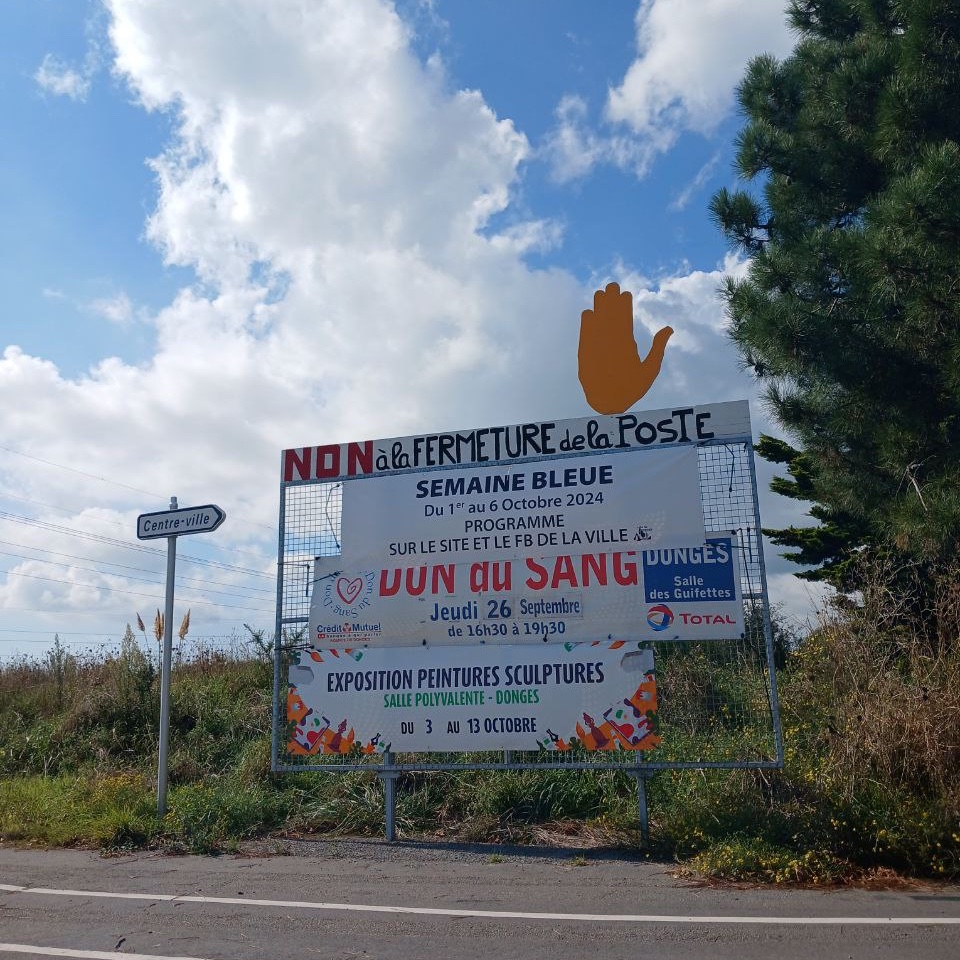 NON à la FERMETURE de la POSTE
SEMAINE BLEUE
Du 1er au 6 Octobre 2024
PROGRAMME
SUR LE SITE ET LE FB DE LA VILLE
Centre-ville
DON du SANG
Jeudi 26 Septembre
de 16h30 à 19h30
Crédit Mutuel
DONGES
Salle
des Guifettes
TOTAL
EXPOSITION PEINTURES SCULPTURES
SALLE POLYVALENTE - DONGES
DU 3 AU 13 OCTOBRE